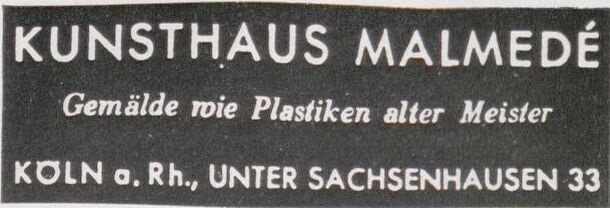 KUNSTHAUS MALMEDÉ
Gemälde wie Plastiken alter Meister
KÖLN a. Rh., UNTER SACHSENHAUSEN 33